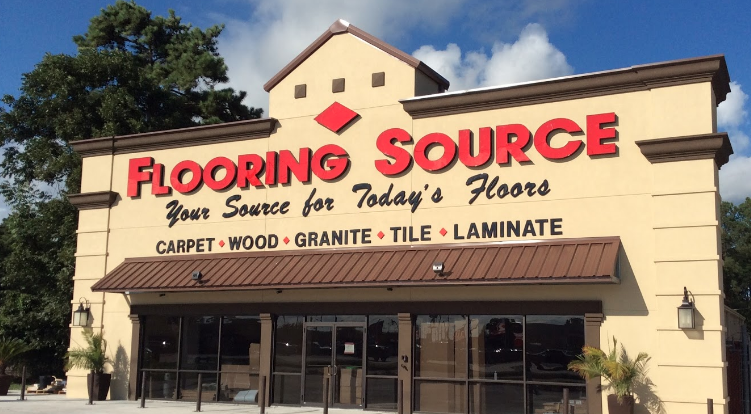 FLOORING SOURCE
Your Source for Today's Floors
CARPET ♦ WOOD ♦ GRANITE ♦ TILE ♦ LAMINATE